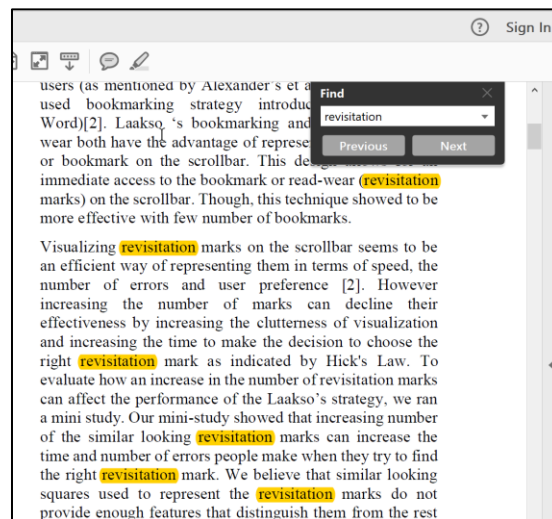 Sign In
users (as mentioned by Alexander's et a
used bookmarking strategy introduc
Word)[2]. Laakso 's bookmarking and
wear both have the advantage of represe
or bookmark on the scrollbar. This
immediate access to the bookmark or read-wear (revisitation
marks) on the scrollbar. Though, this technique showed to be
more effective with few number of bookmarks.
Find
revisitation
Previous
Next
Visualizing revisitation marks on the scrollbar seems to be
an efficient way of representing them in terms of speed, the
number of errors and user preference [2]. However
increasing the number of marks can decline their
effectiveness by increasing the clutterness of visualization
and increasing the time to make the decision to choose the
right revisitation mark as indicated by Hick's Law. To
evaluate how an increase in the number of revisitation marks
can affect the performance of the Laakso's strategy, we ran
a mini study. Our mini-study showed that increasing number
of the similar looking revisitation marks can increase the
time and number of errors people make when they try to find
the right revisitation mark. We believe that similar looking
squares used to represent the revisitation marks do not
provide enough features that distinguish them from the rest